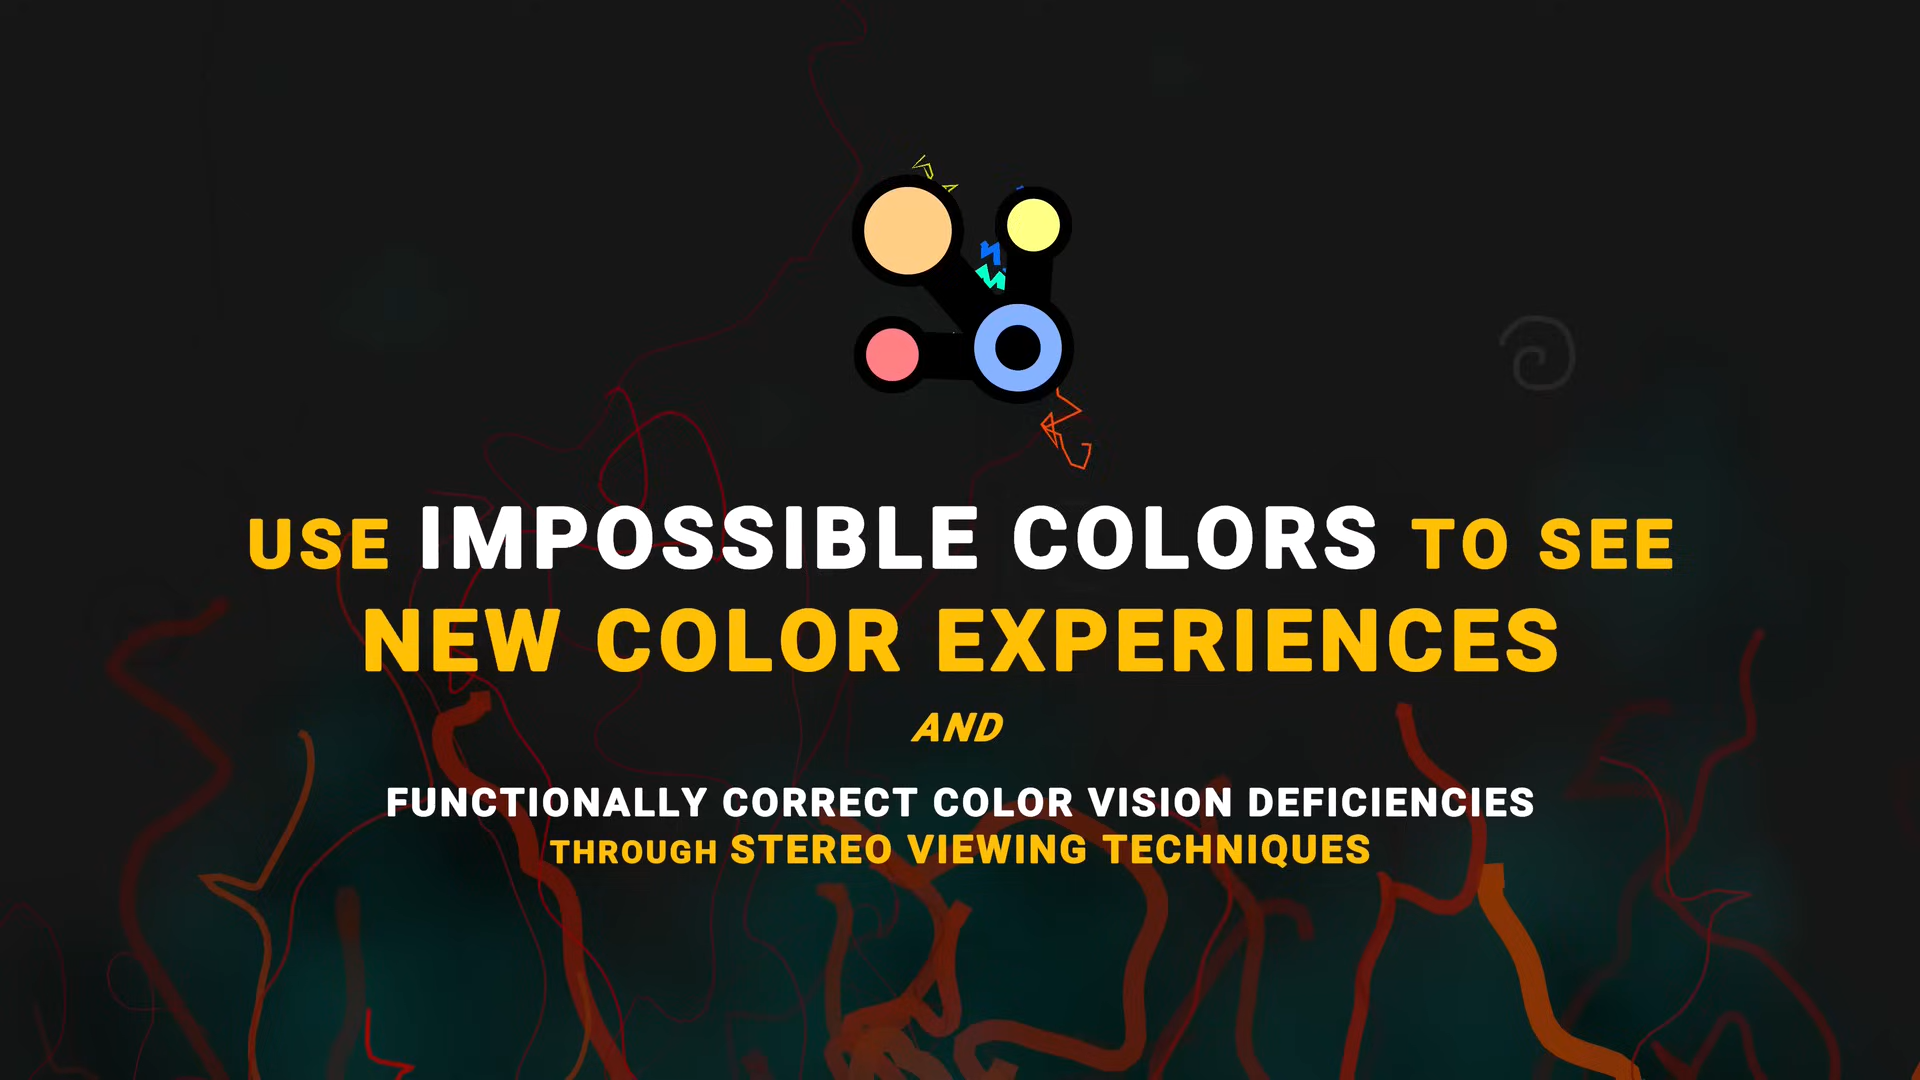 USE IMPOSSIBLE COLORS TO SEE
NEW COLOR EXPERIENCES
AND
FUNCTIONALLY CORRECT COLOR VISION DEFICIENCIES
THROUGH STEREO VIEWING TECHNIQUES